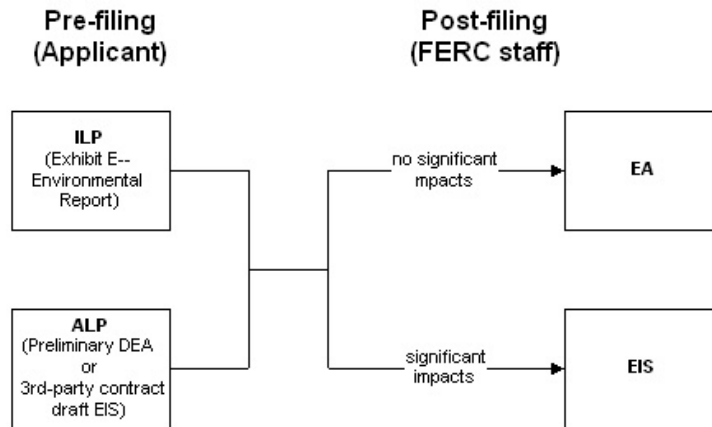 Pre-filing
(Applicant)
Post-filing
(FERC staff)
ILP
(Exhibit E--
Environmental
Report)
no significant
mpacts
EA
ALP
(Preliminary DEA
or
3rd-party contract
draft EIS)
significant
impacts
EIS